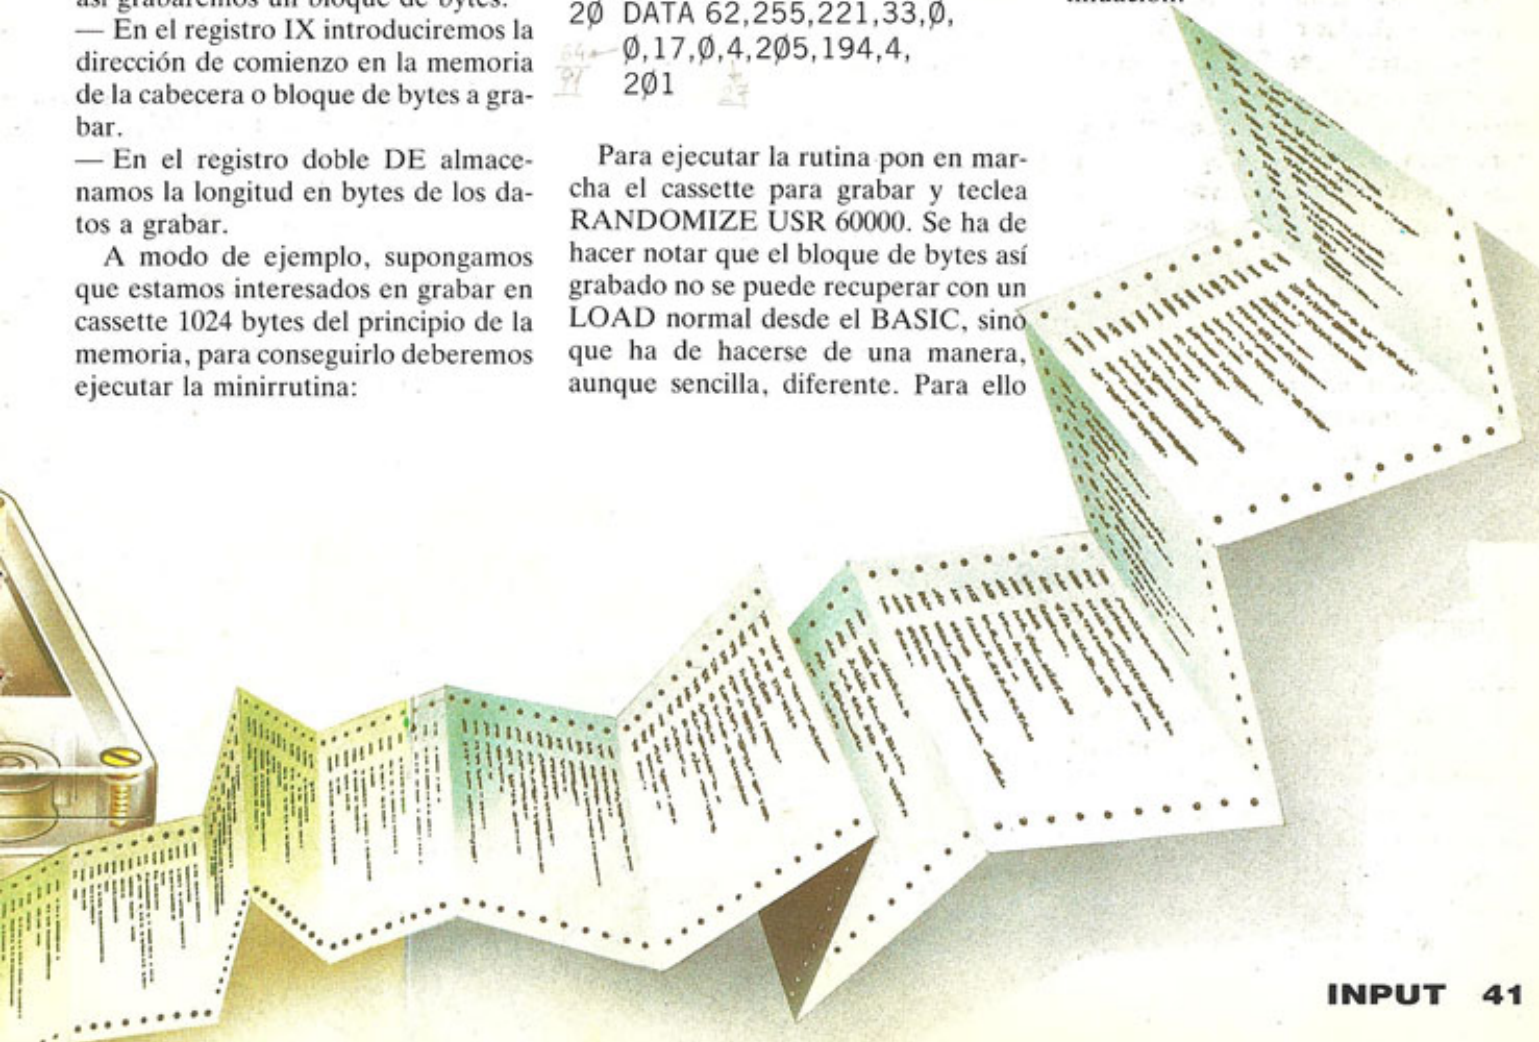 así grabaremos un bloque de bytes.
— En el registro IX introduciremos la
dirección de comienzo en la memoria
de la cabecera o bloque de bytes a gra-
bar.
— En el registro doble DE almace-
namos la longitud en bytes de los da-
tos a grabar.
A modo de ejemplo, supongamos
que estamos interesados en grabar en
cassette 1024 bytes del principio de la
memoria, para conseguirlo deberemos
ejecutar la minirrutina:
20 DATA 62,255,221,33,0,
0,17,0,4,205,194,4,
201
64
91
27
Para ejecutar la rutina pon en mar-
cha el cassette para grabar y teclea
RANDOMIZE USR 60000. Se ha de
hacer notar que el bloque de bytes así
grabado no se puede recuperar con un
LOAD normal desde el BASIC, sino
que ha de hacerse de una manera,
aunque sencilla, diferente. Para ello
INPUT 41